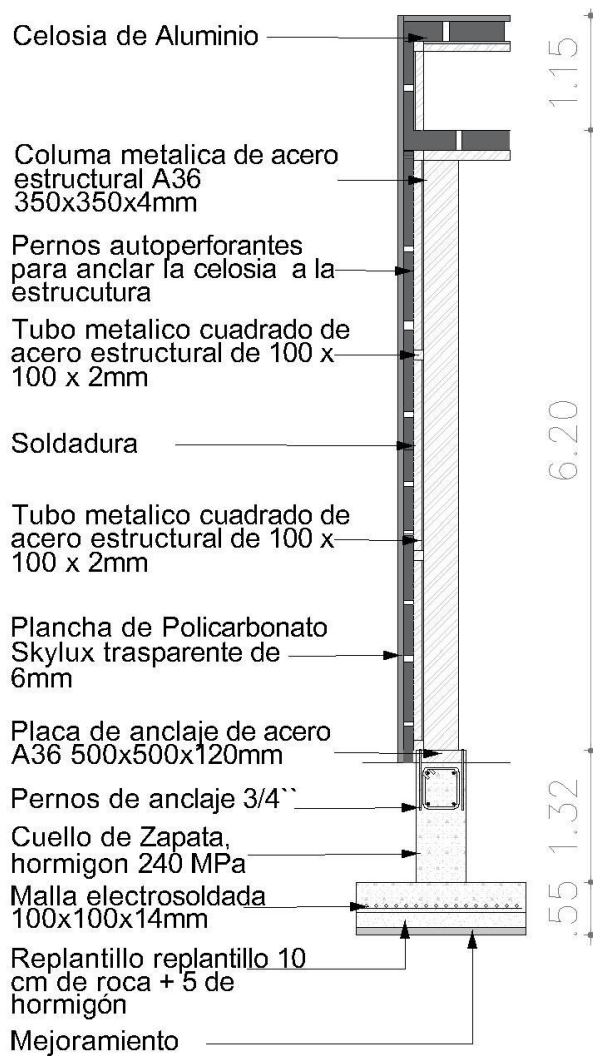 Celosia de Aluminio
Columa metalica de acero
estructural A36
350x350x4mm
Pernos autoperforantes
para anclar la celosia a la
estrucutura
Tubo metalico cuadrado de
acero estructural de 100 x
100 x 2mm
Soldadura
Tubo metalico cuadrado de
acero estructural de 100 x
100 x 2mm
Plancha de Policarbonato
Skylux trasparente de
6mm
Placa de anclaje de acero
A36 500x500x120mm
Pernos de anclaje 3/4``
Cuello de Zapata,
hormigon 240 MPa
Malla electrosoldada
100x100x14mm
Replantillo replantillo 10
cm de roca + 5 de
hormigón
Mejoramiento
1.15
6.20
1.32
.55